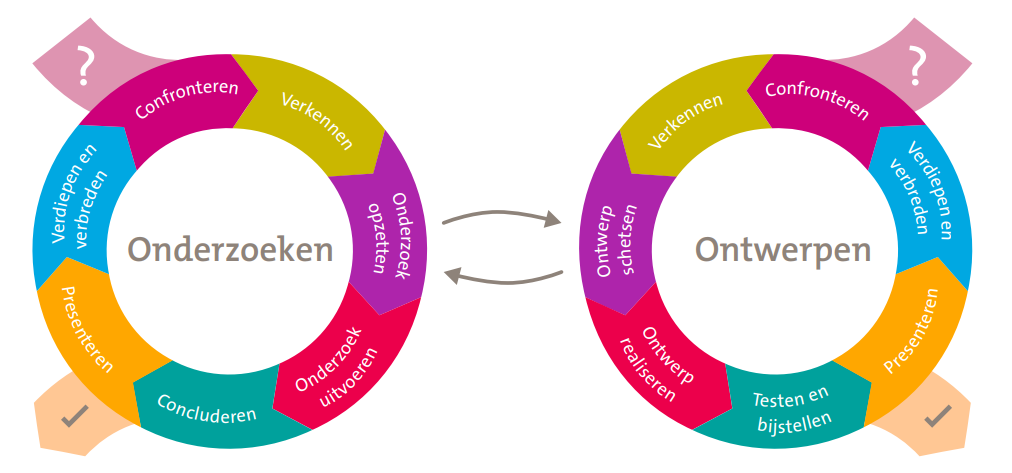 ?
Confronteren
Verkennen
Onderzoek
opzetten
Onderzoek
uitvoeren
Concluderen
Presenteren
Verdiepen en
verbreden
Onderzoeken
?
Confronteren
Verkennen
Ontwerp
schetsen
Ontwerp
realiseren
Testen en
bijstellen
Presenteren
Verdiepen en
verbreden
Ontwerpen